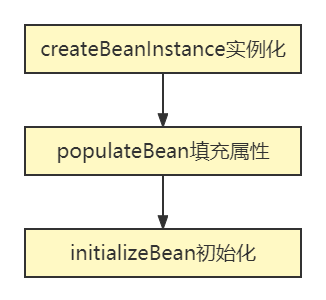 createBeanInstance实例化
populateBean填充属性
initializeBean初始化